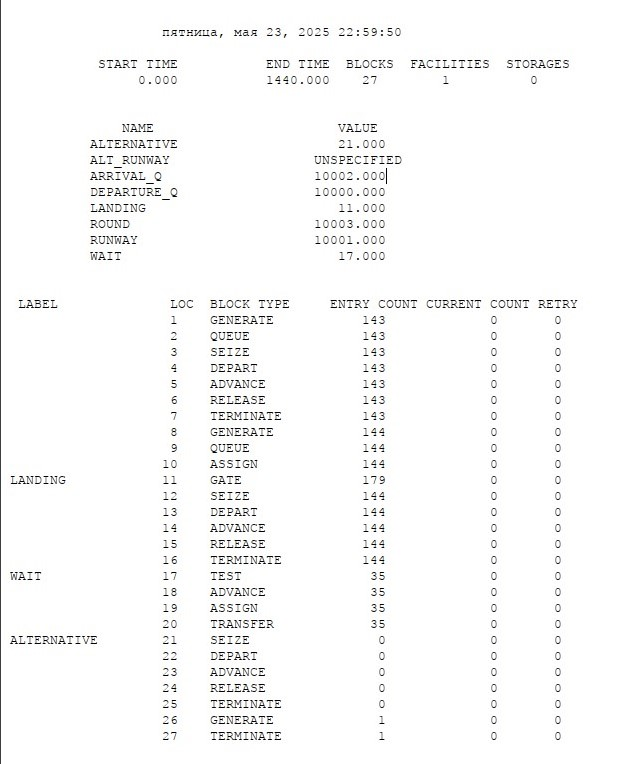 пятница, мая 23, 2025 22:59:50
START TIME END TIME BLOCKS FACILITIES STORAGES
0.000 1440.000 27 1 0
NAME VALUE
ALTERNATIVE 21.000
ALT_RUNWAY UNSPECIFIED
ARRIVAL_Q 10002.000
DEPARTURE_Q 10000.000
LANDING 11.000
ROUND 10003.000
RUNWAY 10001.000
WAIT 17.000
LABEL LOC BLOCK TYPE ENTRY COUNT CURRENT COUNT RETRY
1 GENERATE 143 0 0
2 QUEUE 143 0 0
3 SEIZE 143 0 0
4 DEPART 143 0 0
5 ADVANCE 143 0 0
6 RELEASE 143 0 0
7 TERMINATE 143 0 0
8 GENERATE 144 0 0
9 QUEUE 144 0 0
10 ASSIGN 144 0 0
LANDING 11 GATE 179 0 0
12 SEIZE 144 0 0
13 DEPART 144 0 0
14 ADVANCE 144 0 0
15 RELEASE 144 0 0
16 TERMINATE 144 0 0
WAIT 17 TEST 35 0 0
18 ADVANCE 35 0 0
19 ASSIGN 35 0 0
20 TRANSFER 35 0 0
ALTERNATIVE 21 SEIZE 0 0 0
22 DEPART 0 0 0
23 ADVANCE 0 0 0
24 RELEASE 0 0 0
25 TERMINATE 0 0 0
26 GENERATE 1 0 0
27 TERMINATE 1 0 0